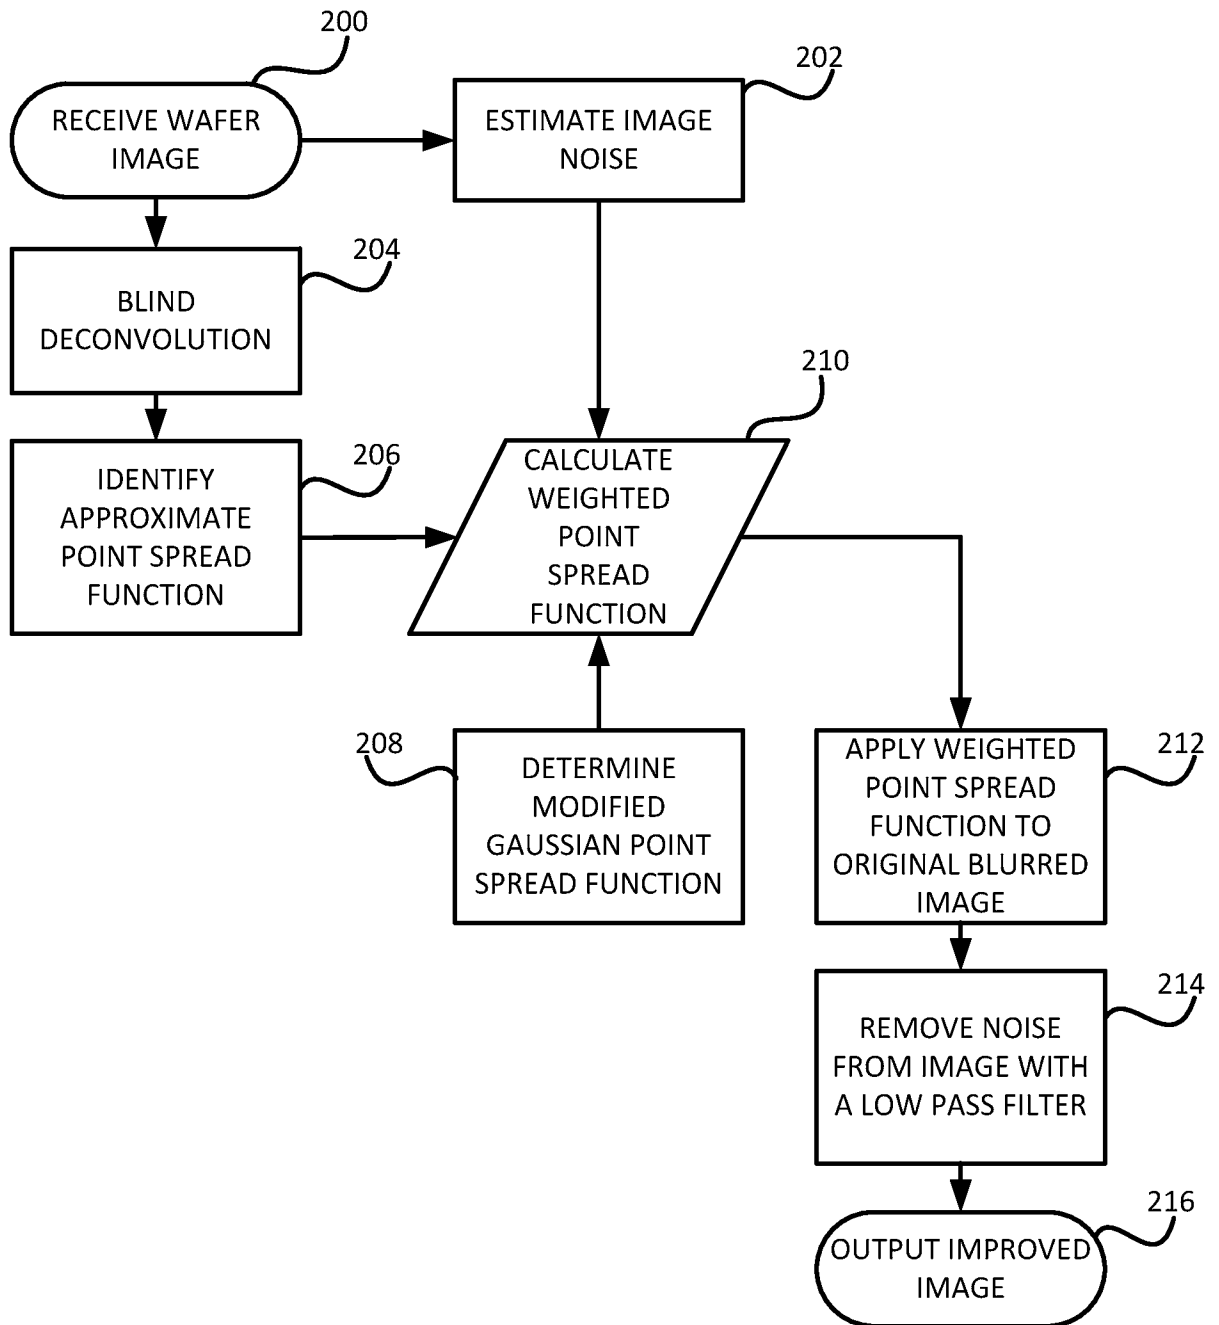 200
RECEIVE WAFER
IMAGE
202
ESTIMATE IMAGE
NOISE
204
BLIND
DECONVOLUTION
206
IDENTIFY
APPROXIMATE
POINT SPREAD
FUNCTION
210
CALCULATE
WEIGHTED
POINT
SPREAD
FUNCTION
208
DETERMINE
MODIFIED
GAUSSIAN POINT
SPREAD FUNCTION
212
APPLY WEIGHTED
POINT SPREAD
FUNCTION TO
ORIGINAL BLURRED
IMAGE
214
REMOVE NOISE
FROM IMAGE WITH
A LOW PASS FILTER
216
OUTPUT IMPROVED
IMAGE